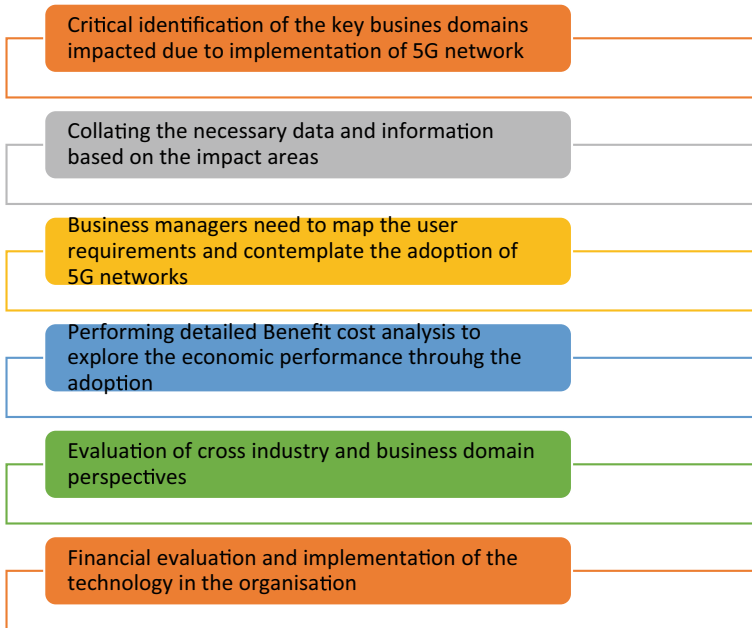 Critical identification of the key busines domains
impacted due to implementation of 5G network
Collating the necessary data and information
based on the impact areas
Business managers need to map the user
requirements and contemplate the adoption of
5G networks
Performing detailed Benefit cost analysis to
explore the economic performance throuhg the
adoption
Evaluation of cross industry and business domain
perspectives
Financial evaluation and implementation of the
technology in the organisation